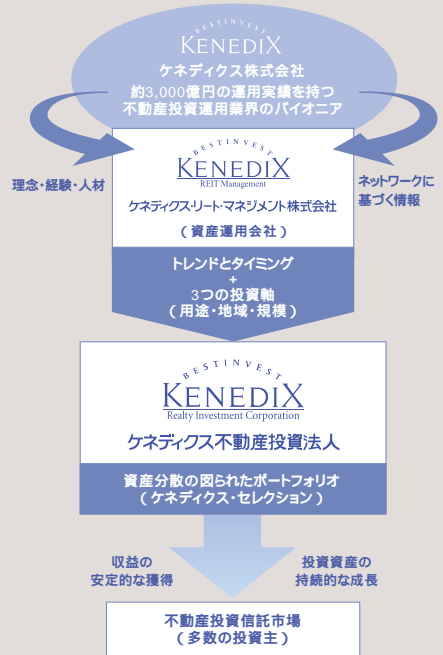 BESTINVEST
KENEDIX
ケネディクス株式会社
約3,000億円の運用実績を持つ
不動産投資運用業界のパイオニア
理念・経験・人材
ネットワークに
基づく情報
BESTINVEST
KENEDIX
REIT Management
ケネディクス・リート・マネジメント株式会社
(資産運用会社)
トレンドとタイミング
+
3つの投資軸
(用途・地域・規模)
BESTINVEST
KENEDIX
Realty Investment Corporation
ケネディクス不動産投資法人
資産分散の図られたポートフォリオ
(ケネディクス・セレクション)
収益の
安定的な獲得
投資資産の
持続的な成長
不動産投資信託市場
(多数の投資主)